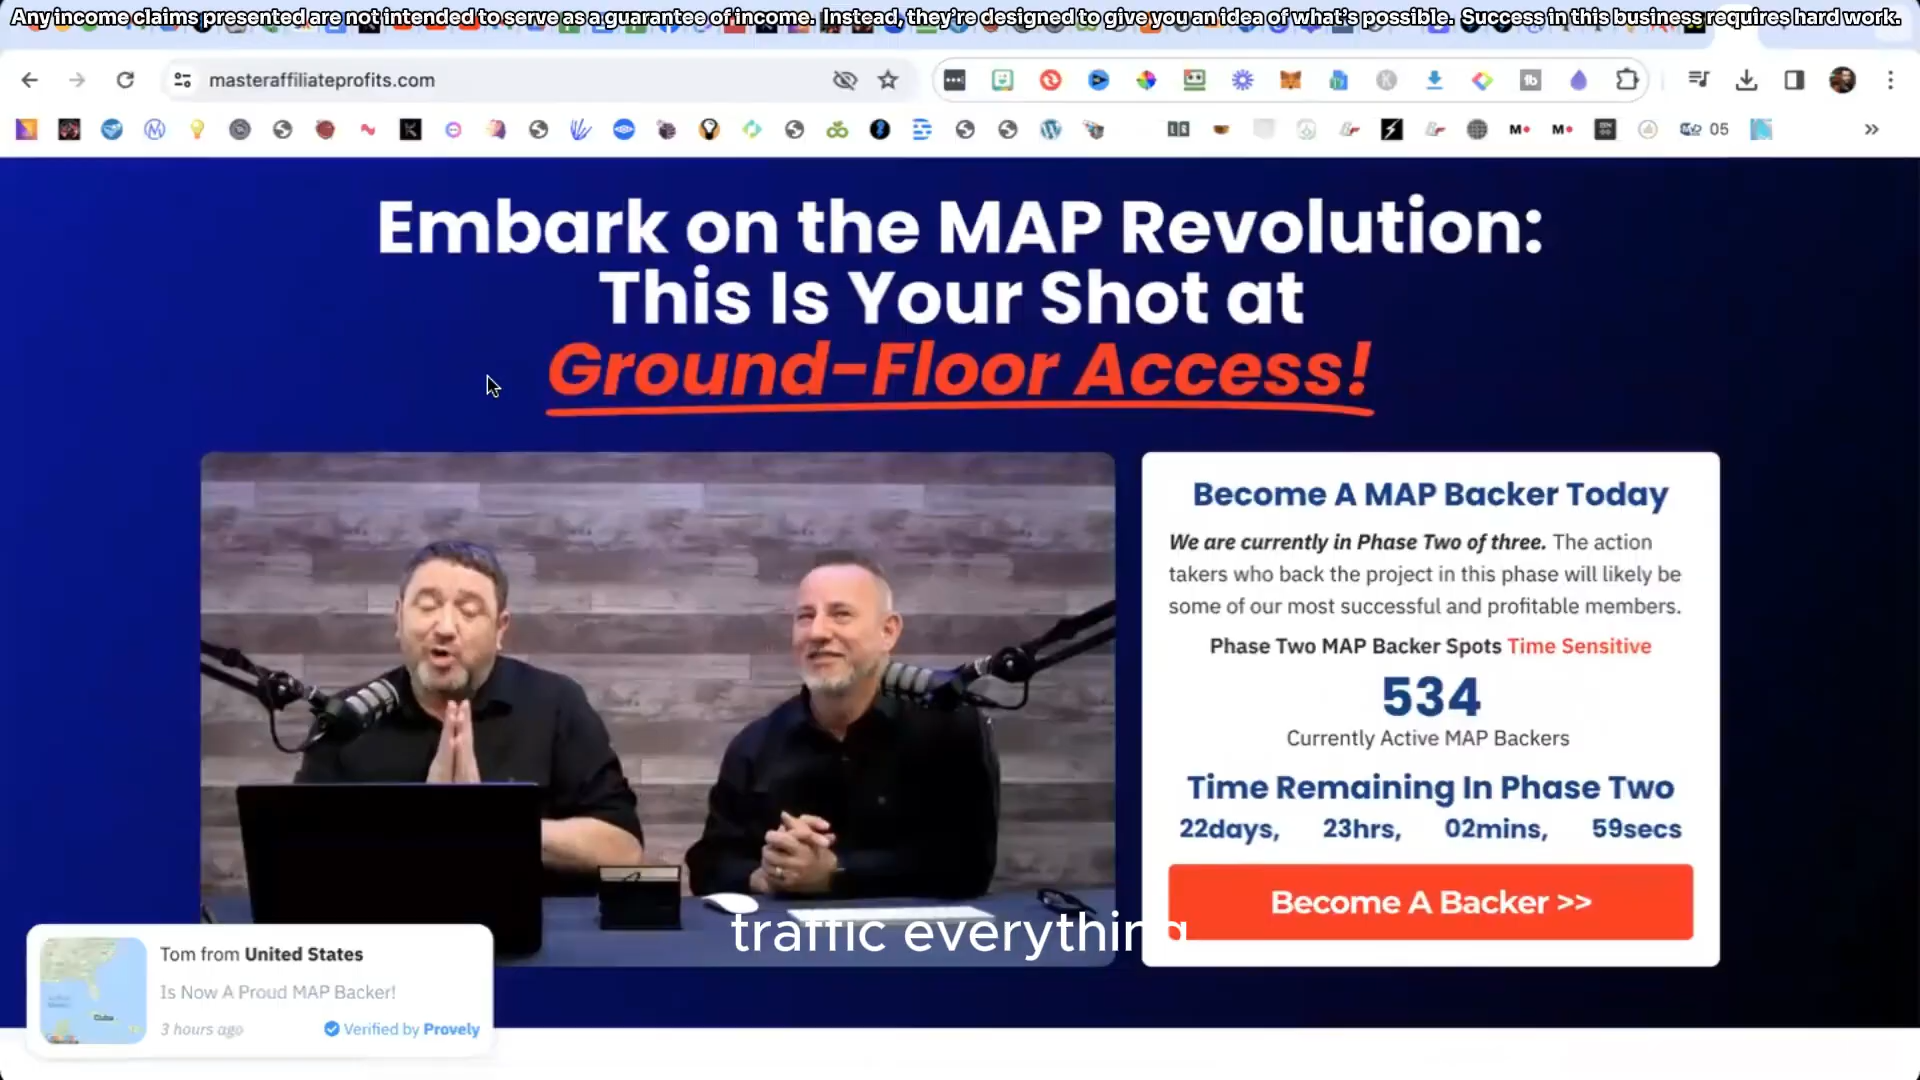 Any income claims presented are not intended to serve as a guarantee of income. Instead, they're designed to give you an idea of what's possible. Success in this business requires hard work.
masteraffiliateprofits.com
05
Embark on the MAP Revolution:
This Is Your Shot at
Ground-Floor Access!
Become A MAP Backer Today
We are currently in Phase Two of three. The action
takers who back the project in this phase will likely be
some of our most successful and profitable members.
Phase Two MAP Backer Spots Time Sensitive
534
Currently Active MAP Backers
Time Remaining In Phase Two
22days, 23hrs, 02mins, 59secs
Become A Backer >>
traffic everything
Tom from United States
Is Now A Proud MAP Backer!
3 hours ago Verified by Provely